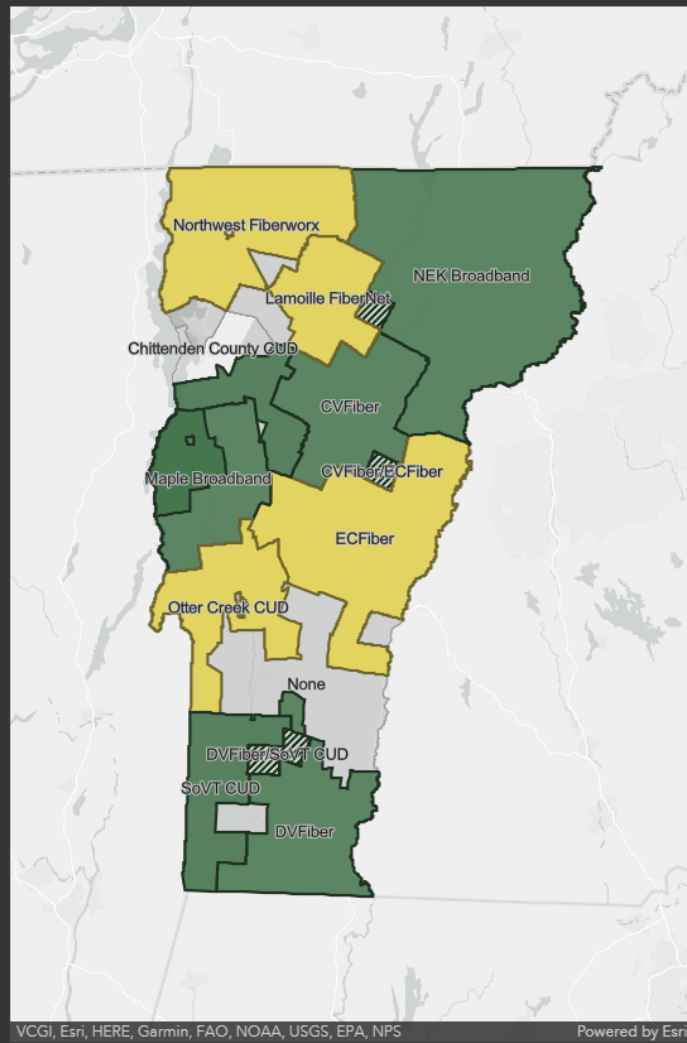 Northwest Fiberworx
NEK Broadband
Lamoille FiberNet
Chittenden County CUD
CVFiber
CVFiber/ECFiber
Maple Broadband
ECFiber
Otter Creek CUD
None
DVFiber/SoVT CUD
SoVT CUD
DVFiber
VCGI, Esri, HERE, Garmin, FAO, NOAA, USGS, EPA, NPS
Powered by Esri